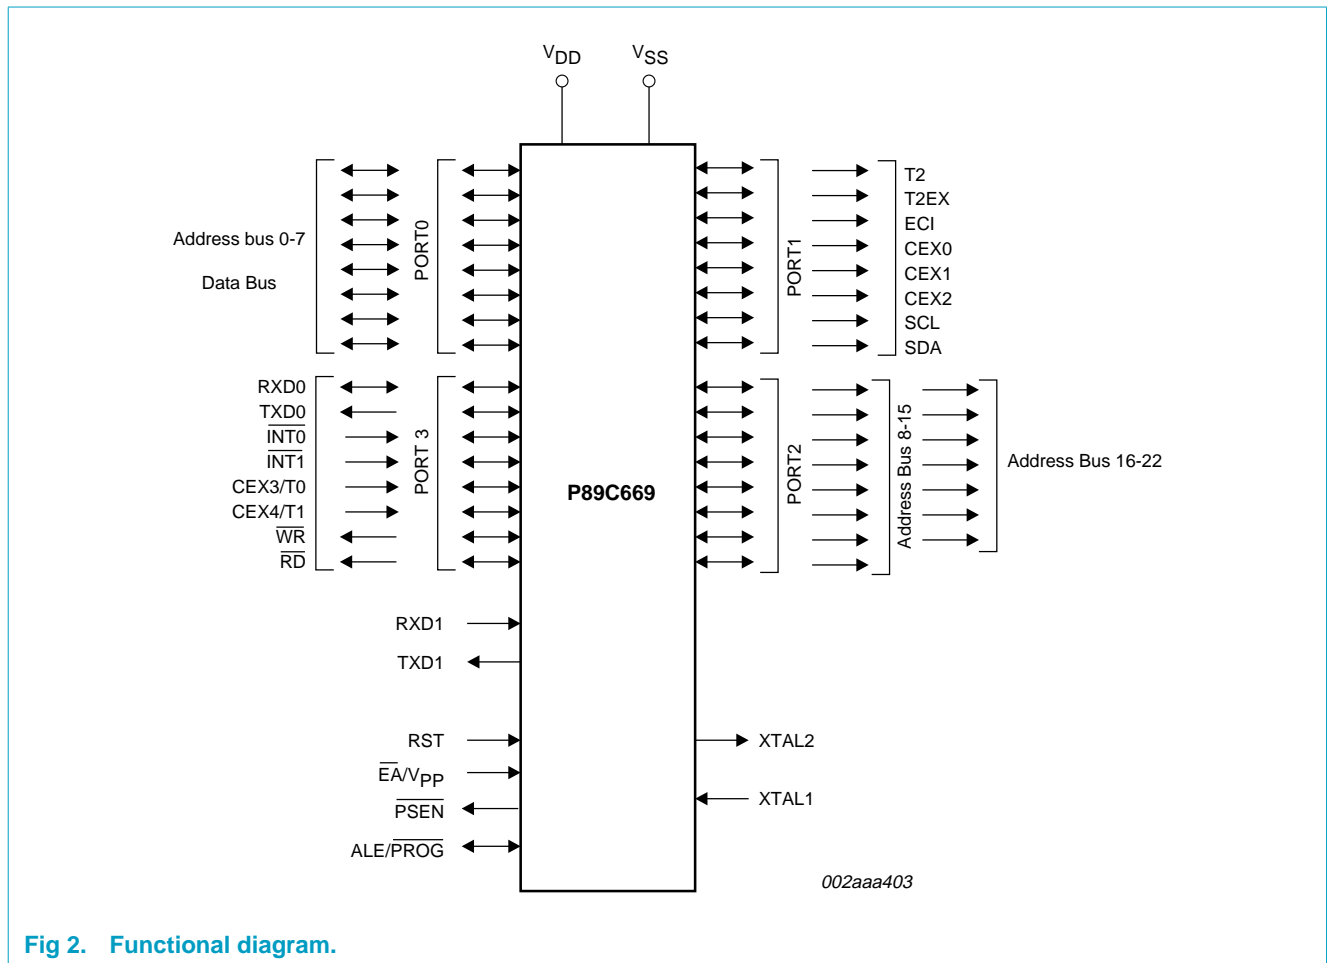 VDD
VSS
Address bus 0-7
Data Bus
PORT0
PORT1
T2
T2EX
ECI
CEX0
CEX1
CEX2
SCL
SDA
RXD0
TXD0
INT0
INT1
CEX3/T0
CEX4/T1
WR
RD
PORT 3
P89C669
PORT2
Address Bus 8-15
Address Bus 16-22
RXD1
TXD1
RST
EA/VPP
PSEN
ALE/PROG
XTAL2
XTAL1
002aaa403
Fig 2. Functional diagram.